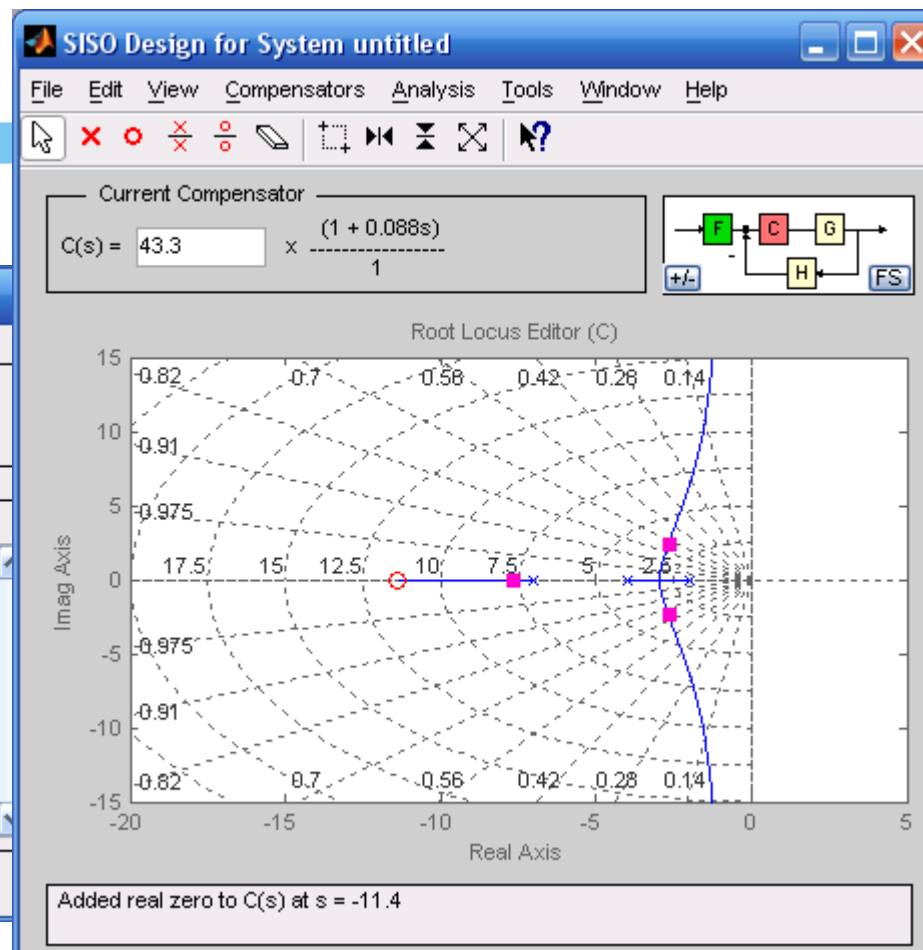 SISO Design for System untitled
File Edit View Compensators Analysis Tools Window Help
Current Compensator
C(s) = 43.3 x (1 + 0.088s)
-----------------
1
F C G
-
H
+/- FS
Root Locus Editor (C)
15
0.82 0.7 0.56 0.42 0.28 0.14
10
0.91
5
0.975
17.5 15 12.5 10 7.5 5 2.5
0
Imag Axis
-5
0.975
-10
0.91
0.82 0.7 0.56 0.42 0.28 0.14
-15
-20 -15 -10 -5 0 5
Real Axis
Added real zero to C(s) at s = -11.4